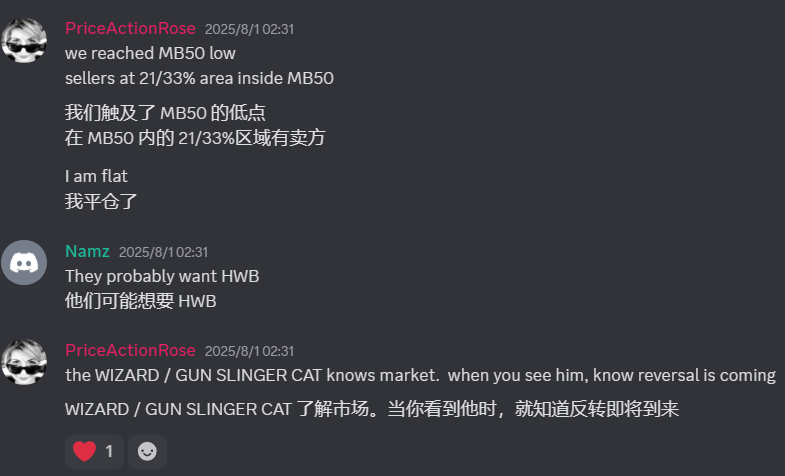 PriceActionRose 2025/8/1 02:31
we reached MB50 low
sellers at 21/33% area inside MB50
我们触及了 MB50 的低点
在 MB50 内的 21/33%区域有卖方
I am flat
我平仓了
Namz 2025/8/1 02:31
They probably want HWB
他们可能想要 HWB
PriceActionRose 2025/8/1 02:31
the WIZARD / GUN SLINGER CAT knows market. when you see him, know reversal is coming
WIZARD / GUN SLINGER CAT 了解市场。当你看到他时，就知道反转即将到来
1